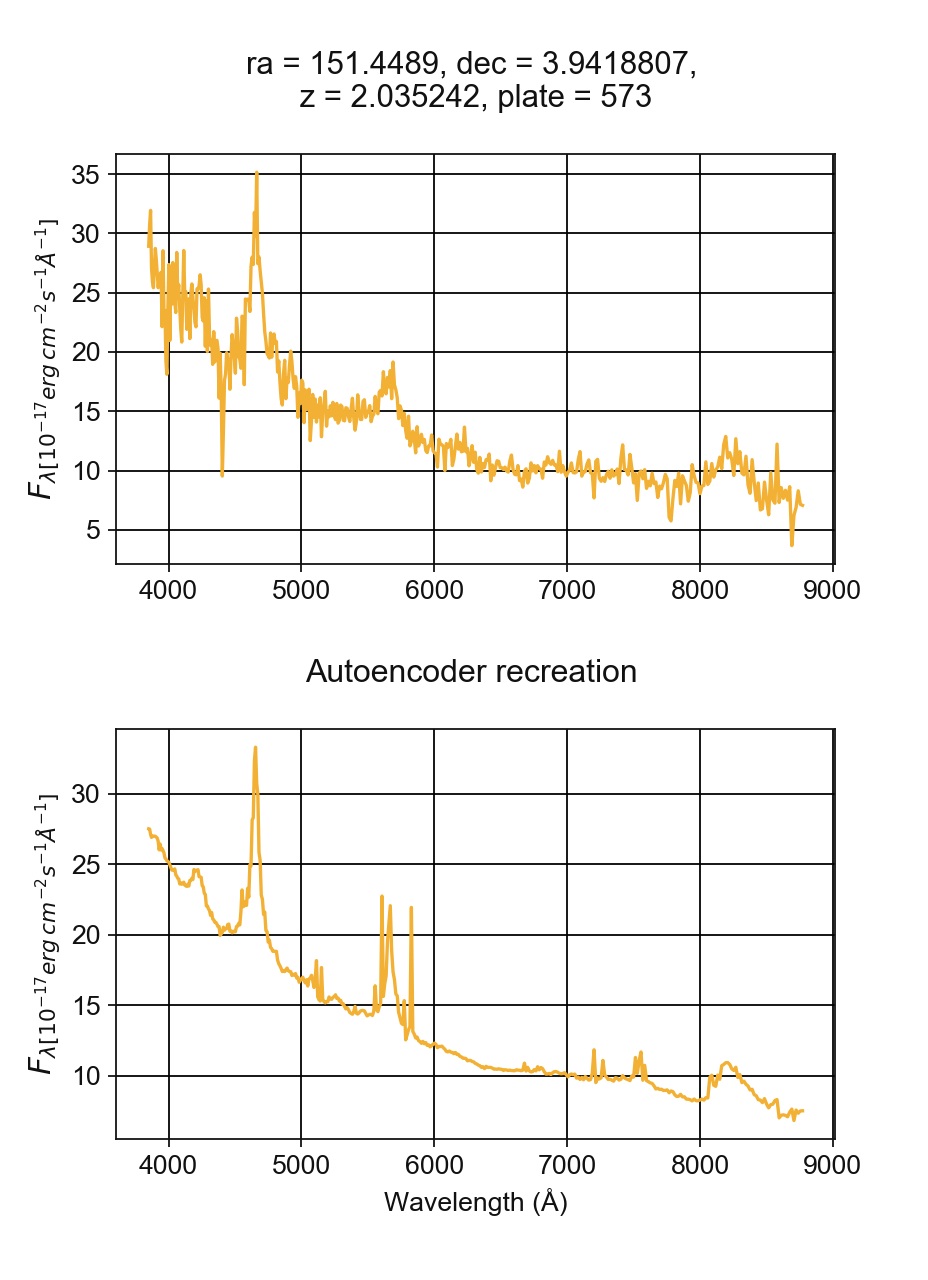 ra = 151.4489, dec = 3.9418807,
z = 2.035242, plate = 573
35
30
25
20
15
10
5
F_λ[10^{-17} erg cm^{-2} s^{-1} Å^{-1}]
4000 5000 6000 7000 8000 9000
Autoencoder recreation
30
25
20
15
10
F_λ[10^{-17} erg cm^{-2} s^{-1} Å^{-1}]
4000 5000 6000 7000 8000 9000
Wavelength (Å)